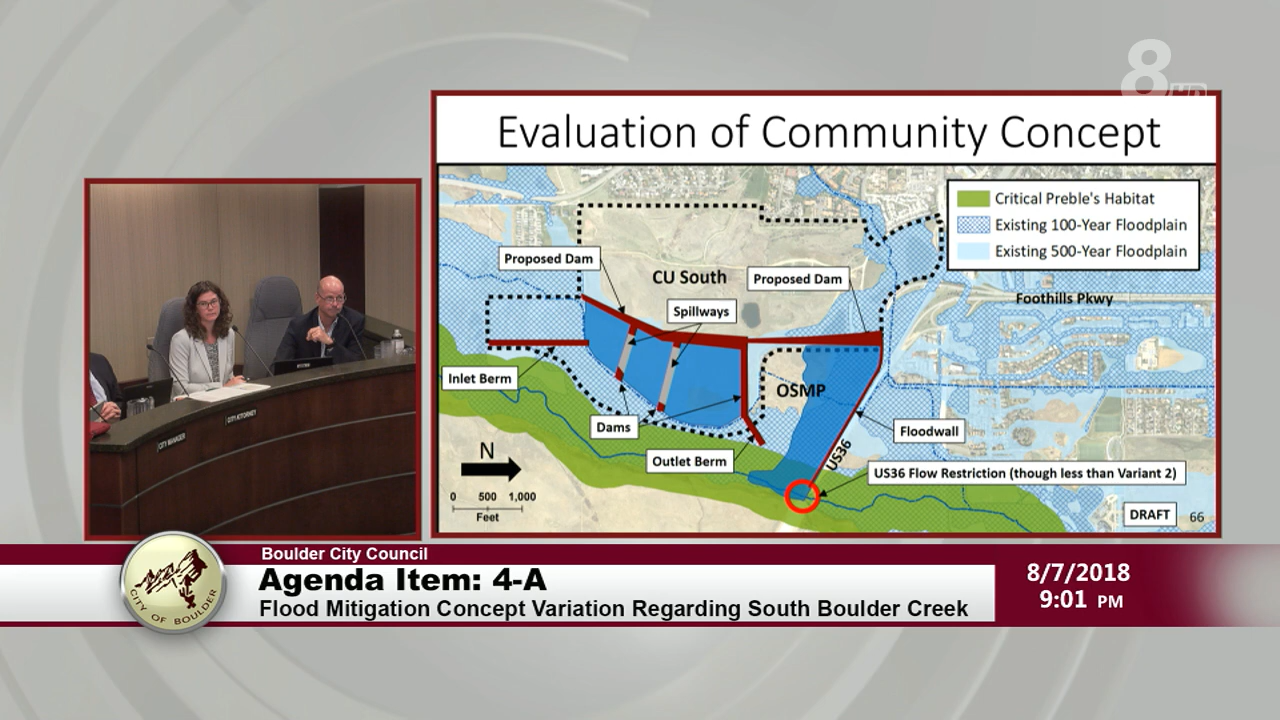 8
HD
Evaluation of Community Concept
Critical Preble's Habitat
Existing 100-Year Floodplain
Existing 500-Year Floodplain
Proposed Dam
CU South
Proposed Dam
Foothills Pkwy
Spillways
Inlet Berm
OSMP
Dams
Floodwall
N
Outlet Berm
US36
US36 Flow Restriction (though less than Variant 2)
0 500 1,000
Feet
DRAFT
66
CITY MANAGER
CITY ATTORNEY
CITY OF BOULDER
Boulder City Council
Agenda Item: 4-A
Flood Mitigation Concept Variation Regarding South Boulder Creek
8/7/2018
9:01 PM